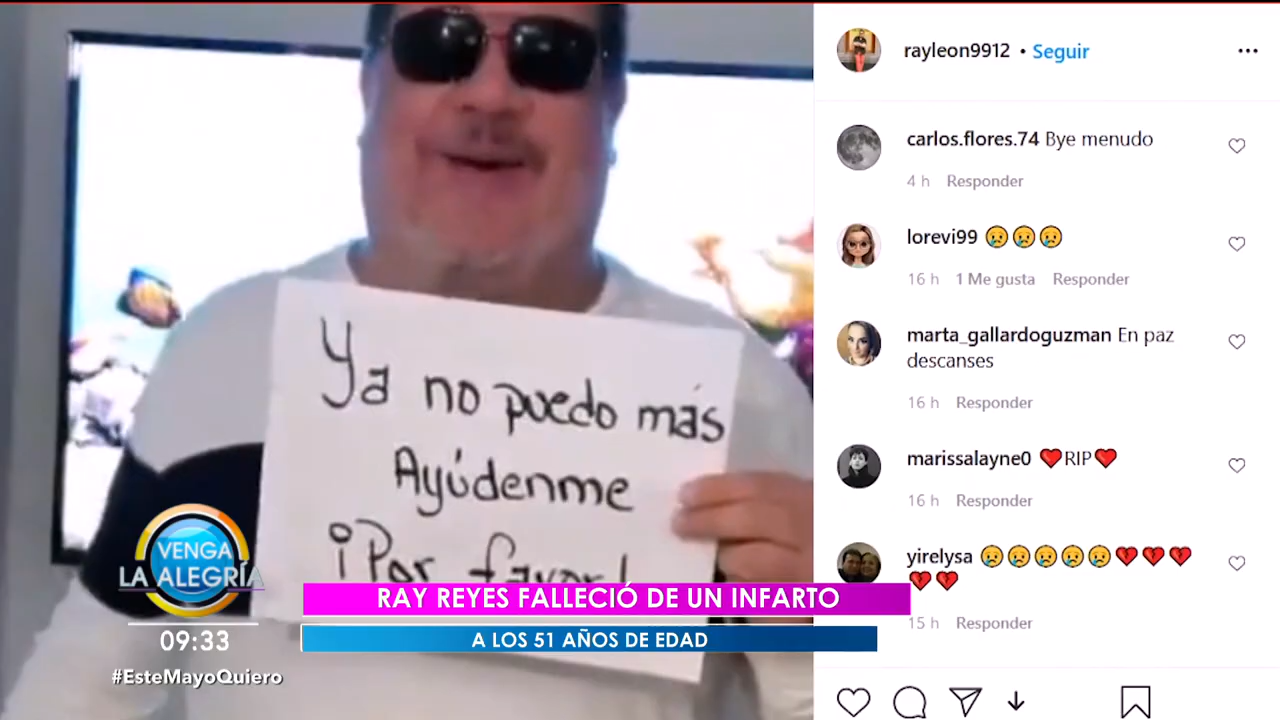 Ya no puedo más
Ayúdenme
¡Por favor!
VENGA
LA ALEGRÍA
09:33
#EsteMayoQuiero
RAY REYES FALLECIÓ DE UN INFARTO
A LOS 51 AÑOS DE EDAD
rayleon9912 • Seguir
carlos.flores.74 Bye menudo
4 h Responder
lorevi99 😥😥😥
16 h 1 Me gusta Responder
marta_gallardoguzman En paz
descanses
16 h Responder
marissalayne0 ❤️RIP❤️
16 h Responder
yirelysa 😥😥😥😥😥💔💔💔
💔💔
15 h Responder